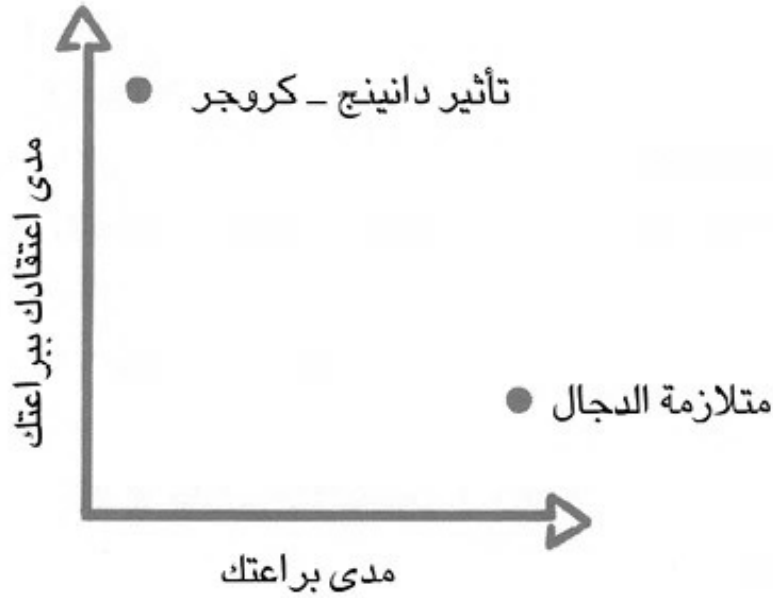 تأثير دانينج – كروجر
مدى اعتقادك ببراعتك
متلازمة الدجال
مدى براعتك